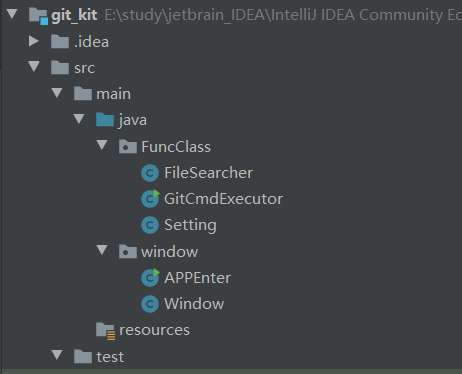 git_kit E:\study\jetbrain_IDEA\IntelliJ IDEA Community Ec
.idea
src
main
java
FuncClass
FileSearcher
GitCmdExecutor
Setting
window
APPEnter
Window
resources
test